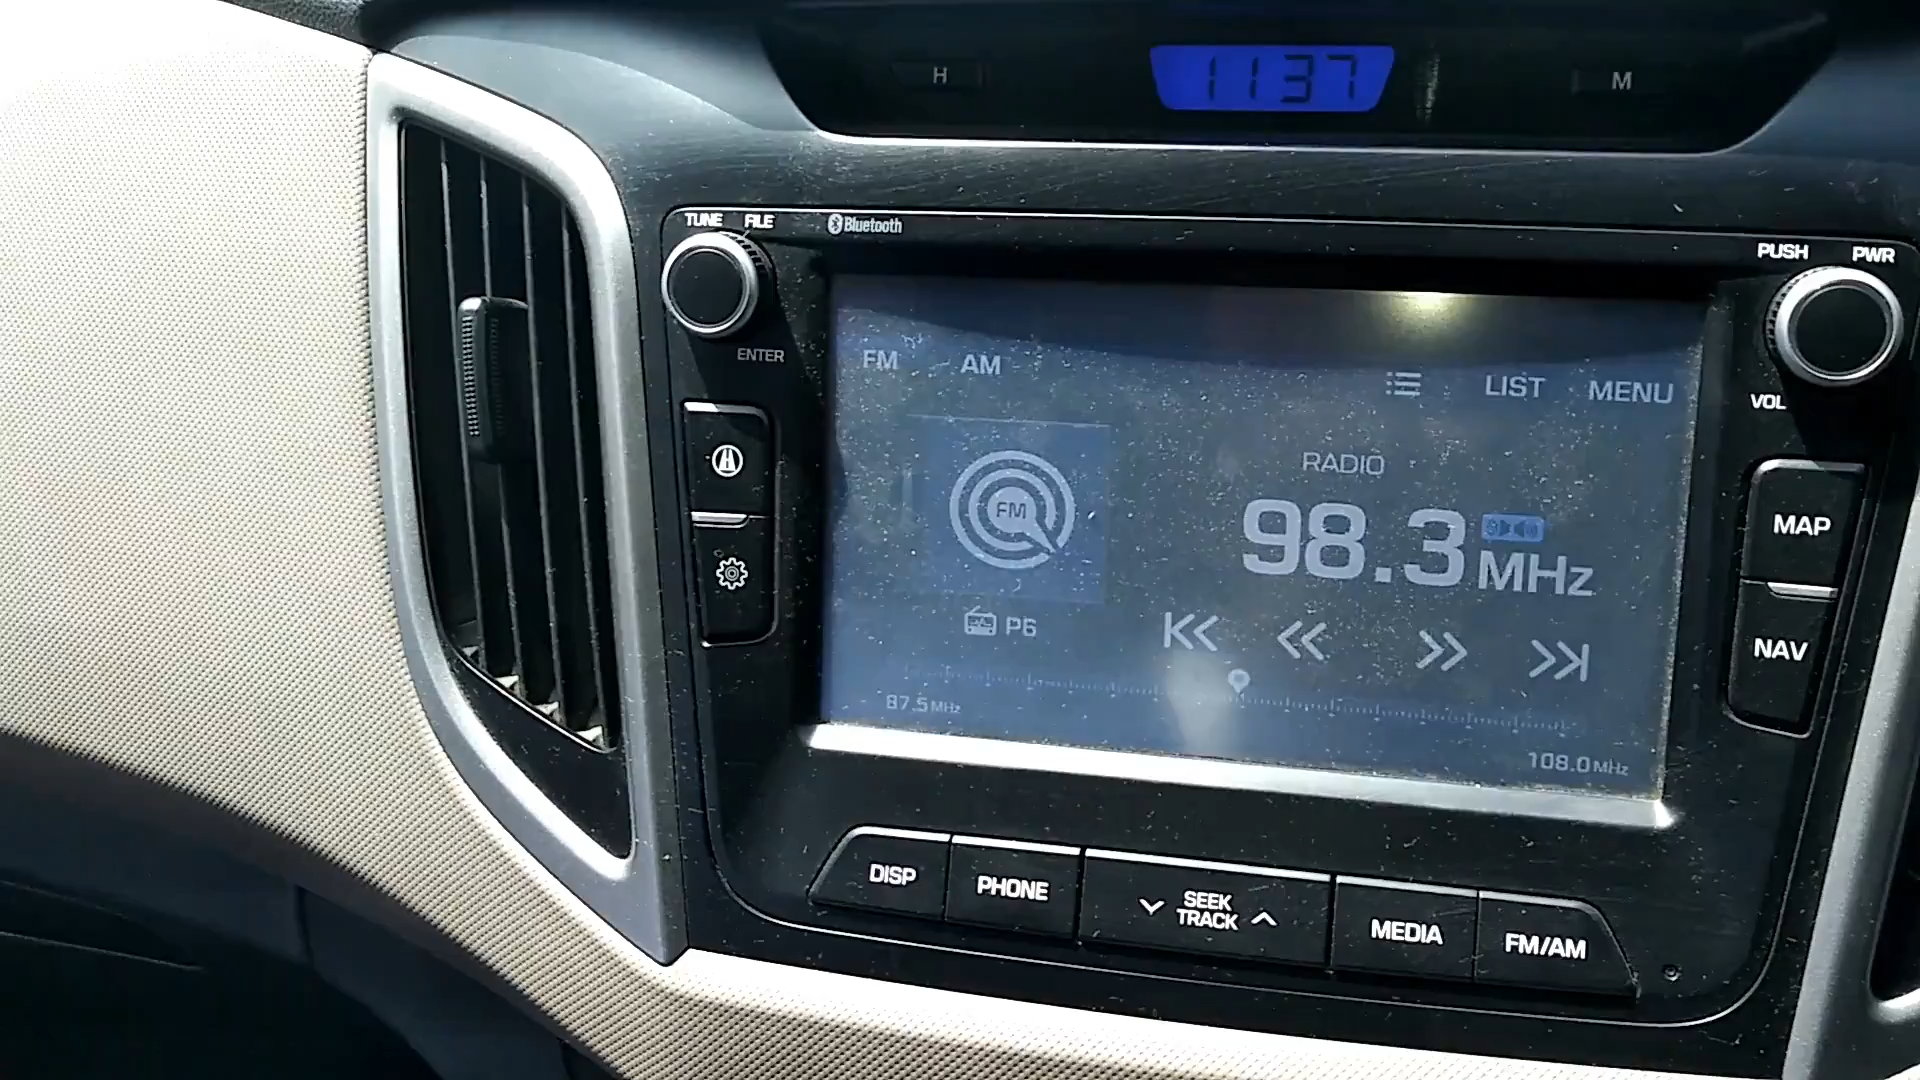 H
1137
M
TUNE FILE
Bluetooth
PUSH PWR
ENTER
VOL
FM AM
LIST MENU
RADIO
FM
98.3 MHz
P6
87.5 MHz
108.0 MHz
MAP
NAV
DISP
PHONE
SEEK
TRACK
MEDIA
FM/AM